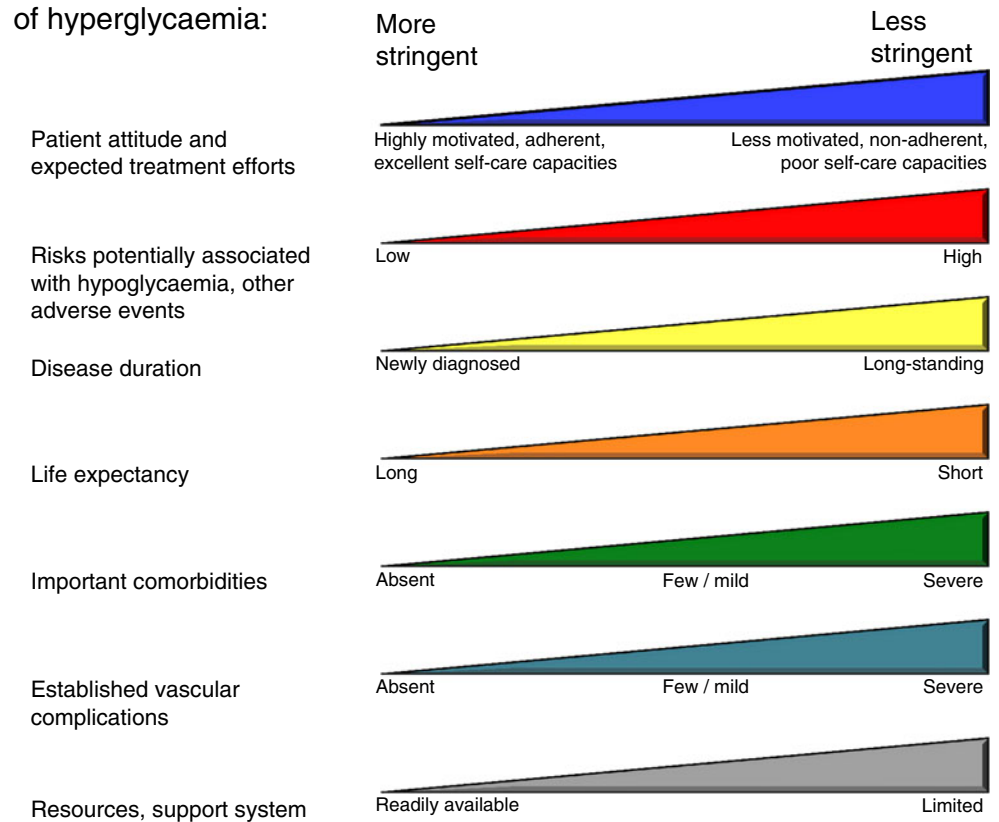 of hyperglycaemia:
More
stringent
Less
stringent
Patient attitude and
expected treatment efforts
Highly motivated, adherent,
excellent self-care capacities
Less motivated, non-adherent,
poor self-care capacities
Risks potentially associated
with hypoglycaemia, other
adverse events
Low
High
Disease duration
Newly diagnosed
Long-standing
Life expectancy
Long
Short
Important comorbidities
Absent
Few / mild
Severe
Established vascular
complications
Absent
Few / mild
Severe
Resources, support system
Readily available
Limited